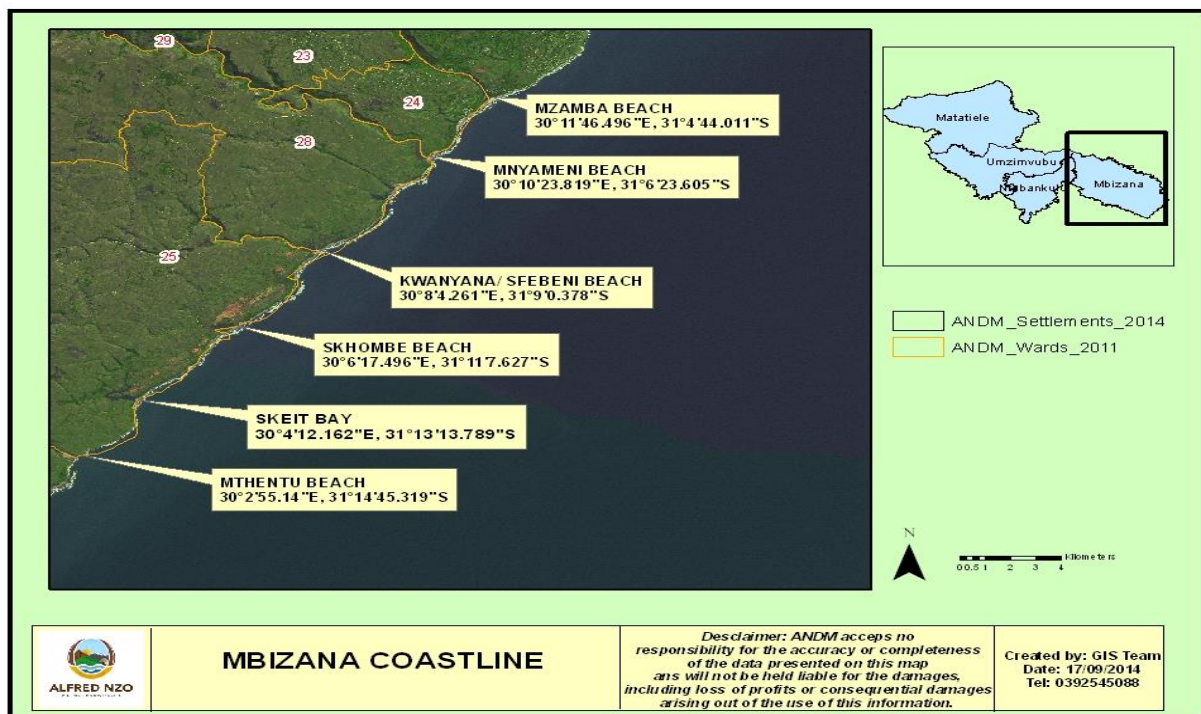 29
23
24
28
25
MZAMBA BEACH
30°11'46.496"E, 31°4'44.011"S
MNYAMENI BEACH
30°10'23.819"E, 31°6'23.605"S
KWANYANA/ SFEBENI BEACH
30°8'4.261"E, 31°9'0.378"S
SKHOMBE BEACH
30°6'17.496"E, 31°11'7.627"S
SKEIT BAY
30°4'12.162"E, 31°13'13.789"S
MTHENTU BEACH
30°2'55.14"E, 31°14'45.319"S
Matatiele
Umzimvubu
Mbizana
ANDM_Settlements_2014
ANDM_Wards_2011
N
Kilometers
0 0.5 1 2 3 4
ALFRED NZO
MBIZANA COASTLINE
Desclaimer: ANDM acceps no
responsibility for the accuracy or completeness
of the data presented on this map
ans will not be held liable for the damages,
including loss of profits or consequential damages
arising out of the use of this information.
Created by: GIS Team
Date: 17/09/2014
Tel: 0392545088